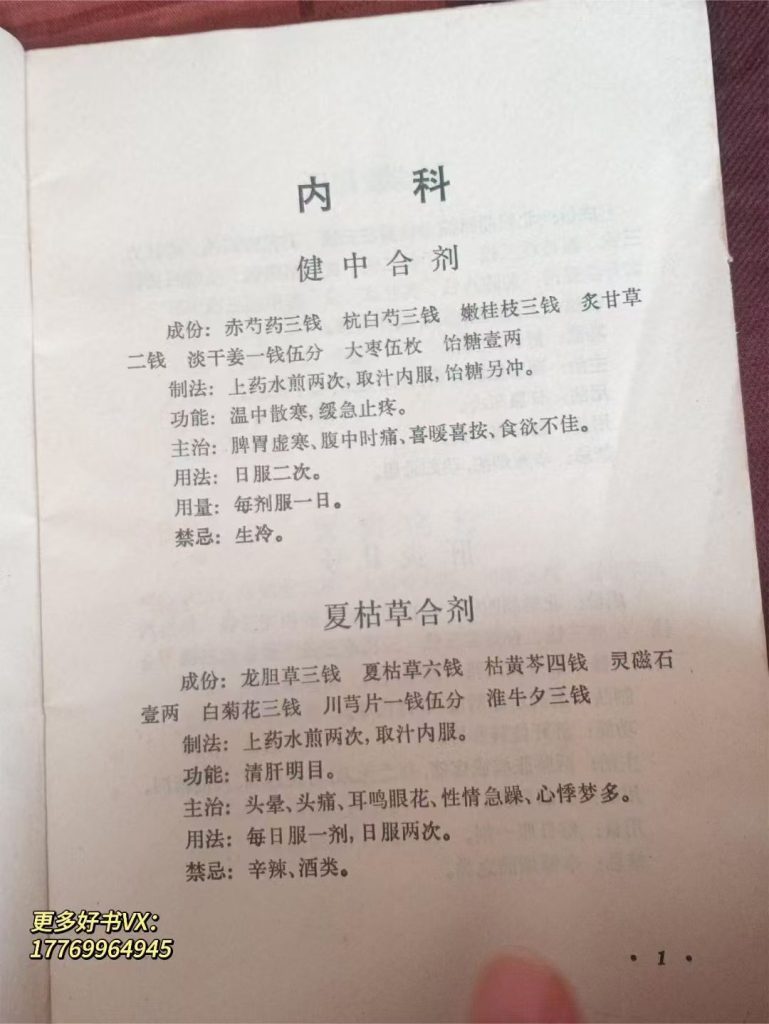 内 科
健中合剂
成份：赤芍药三钱 杭白芍三钱 嫩桂枝三钱 炙甘草
二钱 淡干姜一钱伍分 大枣伍枚 饴糖壹两
制法：上药水煎两次，取汁内服，饴糖另冲。
功能：温中散寒，缓急止疼。
主治：脾胃虚寒、腹中时痛、喜暖喜按、食欲不佳。
用法：日服二次。
用量：每剂服一日。
禁忌：生冷。
夏枯草合剂
成份：龙胆草三钱 夏枯草六钱 枯黄芩四钱 灵磁石
壹两 白菊花三钱 川芎片一钱伍分 淮牛夕三钱
制法：上药水煎两次，取汁内服。
功能：清肝明目。
主治：头晕、头痛、耳鸣眼花、性情急躁、心悸梦多。
用法：每日服一剂，日服两次。
禁忌：辛辣、酒类。
更多好书VX：
17769964945
• 1 •